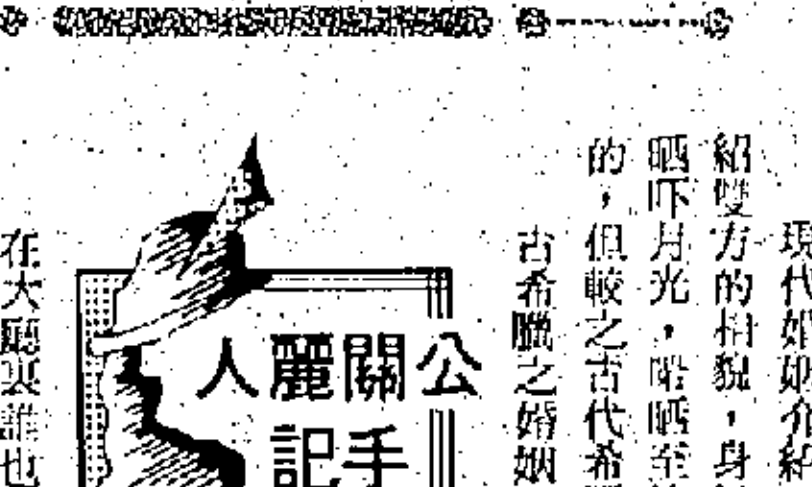 現代婚姻介紹
紹雙方的相貌，身
晒吓月光，啱晒至
的，但較之古代希
古希臘之婚姻
公關麗人
手記
在大廳裏誰也